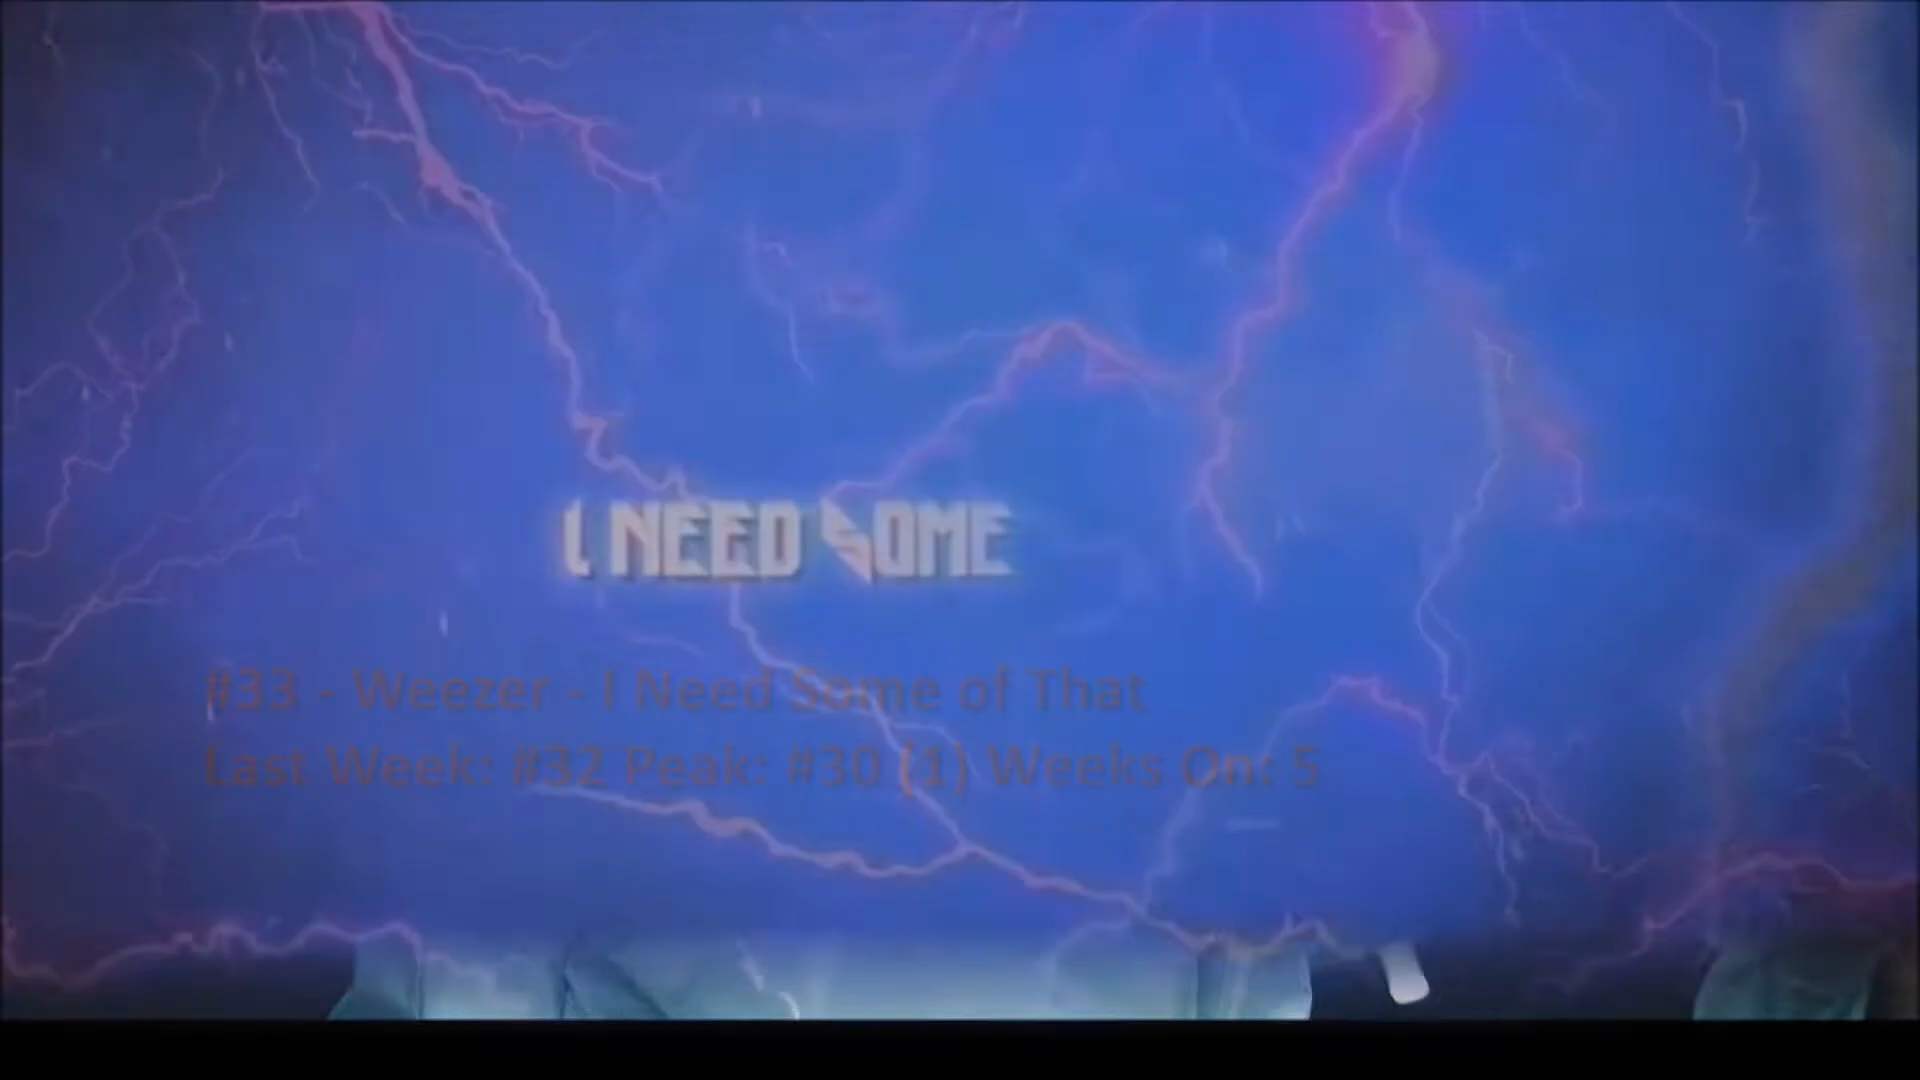 I NEED SOME
#33 - Weezer - I Need Some of That
Last Week: #32 Peak: #30 (1) Weeks On: 5